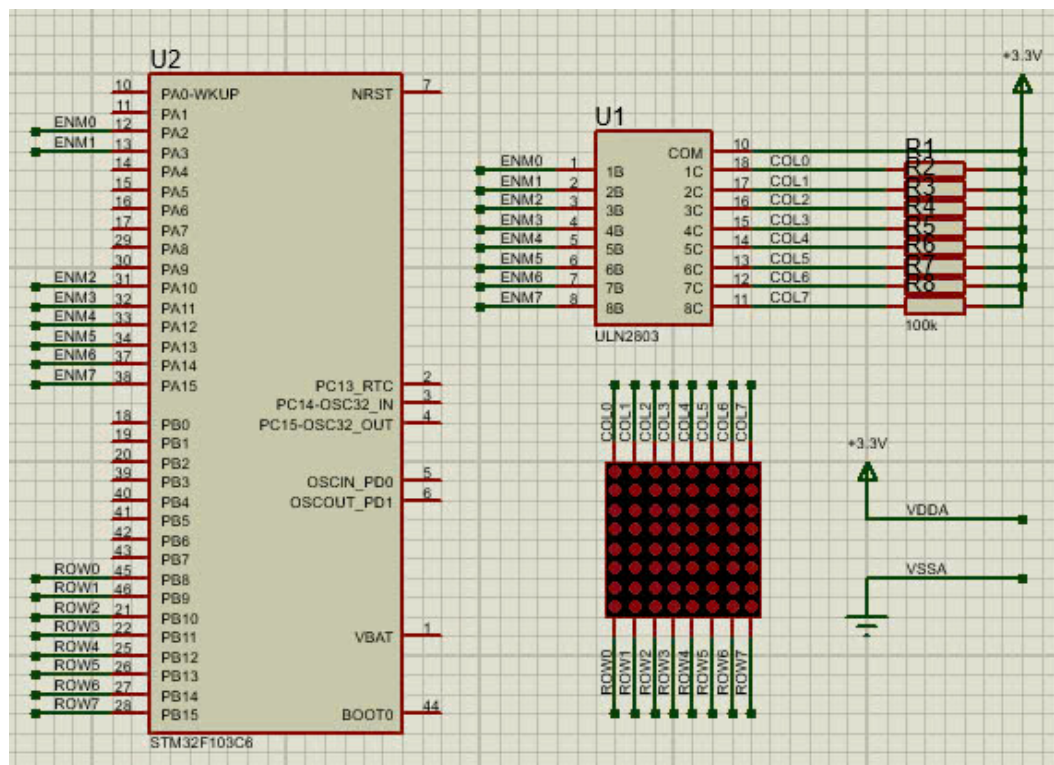 U2
10 PA0-WKUP
11 PA1
ENM0 12 PA2
ENM1 13 PA3
14 PA4
15 PA5
16 PA6
17 PA7
29 PA8
30 PA9
ENM2 31 PA10
ENM3 32 PA11
ENM4 33 PA12
ENM5 34 PA13
ENM6 37 PA14
ENM7 38 PA15
18 PB0
19 PB1
20 PB2
39 PB3
40 PB4
41 PB5
42 PB6
43 PB7
ROW0 45 PB8
ROW1 46 PB9
ROW2 21 PB10
ROW3 22 PB11
ROW4 25 PB12
ROW5 26 PB13
ROW6 27 PB14
ROW7 28 PB15
NRST 7
PC13_RTC 2
PC14-OSC32_IN 3
PC15-OSC32_OUT 4
OSCIN_PD0 5
OSCOUT_PD1 6
VBAT 1
BOOT0 44
STM32F103C6
U1
COM 10
ENM0 1 1B 1C 18 COL0
ENM1 2 2B 2C 17 COL1
ENM2 3 3B 3C 16 COL2
ENM3 4 4B 4C 15 COL3
ENM4 5 5B 5C 14 COL4
ENM5 6 6B 6C 13 COL5
ENM6 7 7B 7C 12 COL6
ENM7 8 8B 8C 11 COL7
ULN2803
+3.3V
R1
R2
R3
R4
R5
R6
R7
R8
100k
COL0
COL1
COL2
COL3
COL4
COL5
COL6
COL7
ROW0
ROW1
ROW2
ROW3
ROW4
ROW5
ROW6
ROW7
+3.3V
VDDA
VSSA